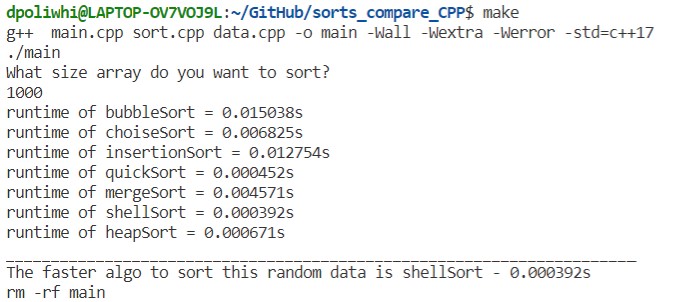 dpoliwhi@LAPTOP-OV7VOJ9L:~/GitHub/sorts_compare_CPP$ make
g++  main.cpp sort.cpp data.cpp -o main -Wall -Wextra -Werror -std=c++17
./main
What size array do you want to sort?
1000
runtime of bubbleSort = 0.015038s
runtime of choiseSort = 0.006825s
runtime of insertionSort = 0.012754s
runtime of quickSort = 0.000452s
runtime of mergeSort = 0.004571s
runtime of shellSort = 0.000392s
runtime of heapSort = 0.000671s
The faster algo to sort this random data is shellSort - 0.000392s
rm -rf main